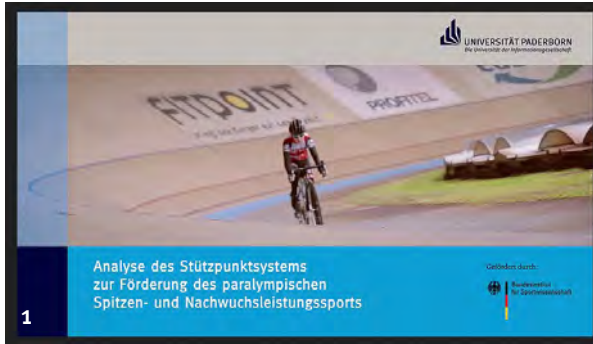 UNIVERSITÄT PADERBORN
Die Universität der Informationsgesellschaft
FITPOINT
PROFITEL
Analyse des Stützpunktsystems
zur Förderung des paralympischen
Spitzen- und Nachwuchsleistungssports
Gefördert durch:
Bundesinstitut
für Sportwissenschaft
1